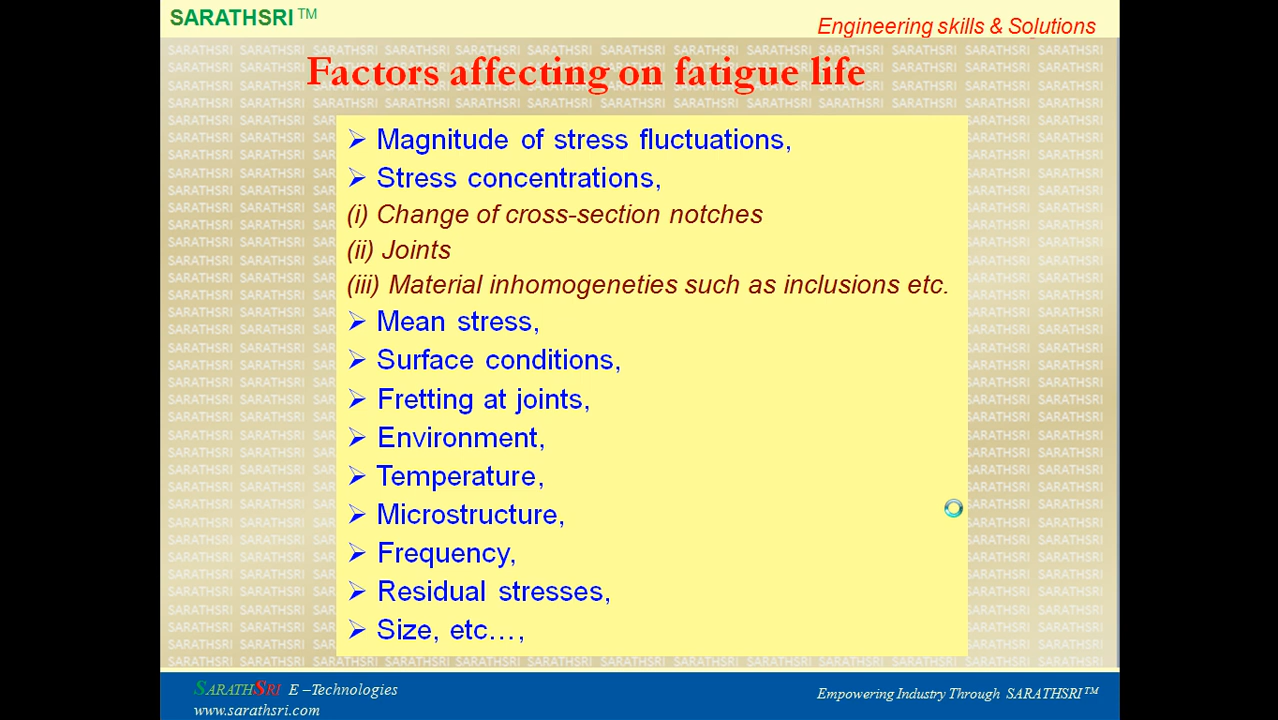 SARATHSRI TM
Engineering skills & Solutions
Factors affecting on fatigue life
➢ Magnitude of stress fluctuations,
➢ Stress concentrations,
(i) Change of cross-section notches
(ii) Joints
(iii) Material inhomogeneties such as inclusions etc.
➢ Mean stress,
➢ Surface conditions,
➢ Fretting at joints,
➢ Environment,
➢ Temperature,
➢ Microstructure,
➢ Frequency,
➢ Residual stresses,
➢ Size, etc…,
SARATHSRI E –Technologies
www.sarathsri.com
Empowering Industry Through SARATHSRI™